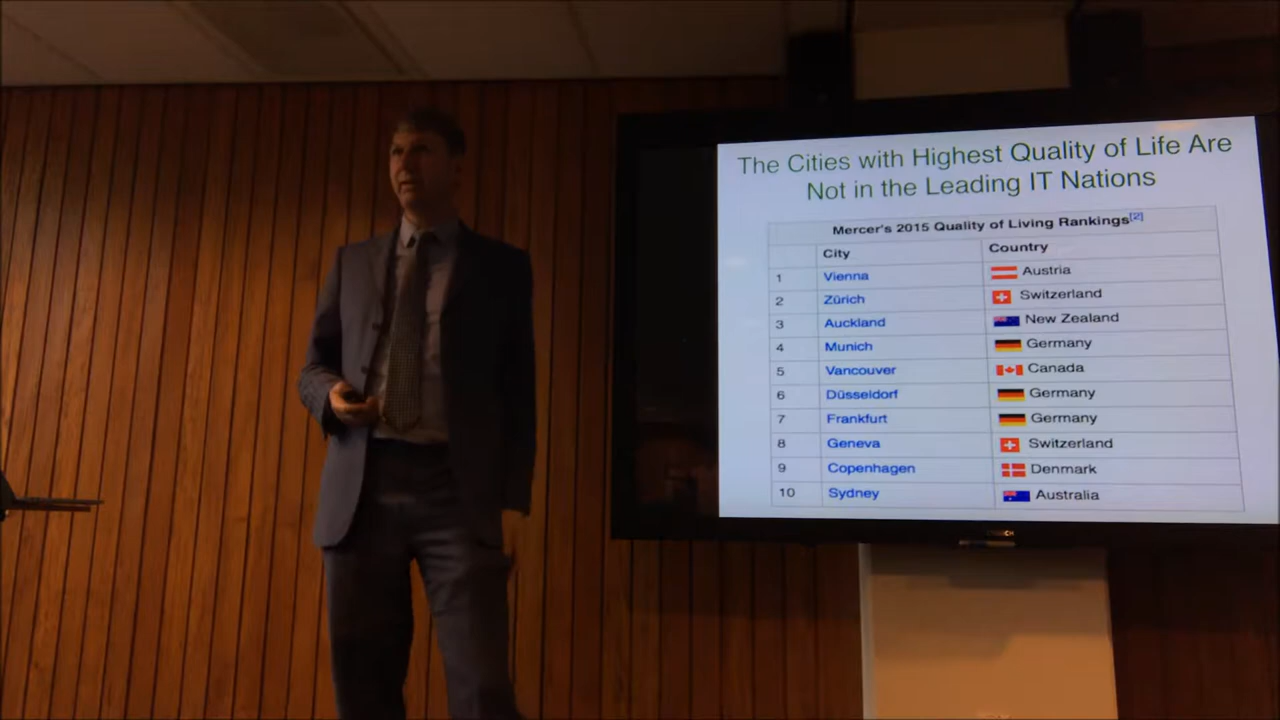 The Cities with Highest Quality of Life Are
Not in the Leading IT Nations
Mercer's 2015 Quality of Living Rankings[2]
City Country
1 Vienna Austria
2 Zürich Switzerland
3 Auckland New Zealand
4 Munich Germany
5 Vancouver Canada
6 Düsseldorf Germany
7 Frankfurt Germany
8 Geneva Switzerland
9 Copenhagen Denmark
10 Sydney Australia